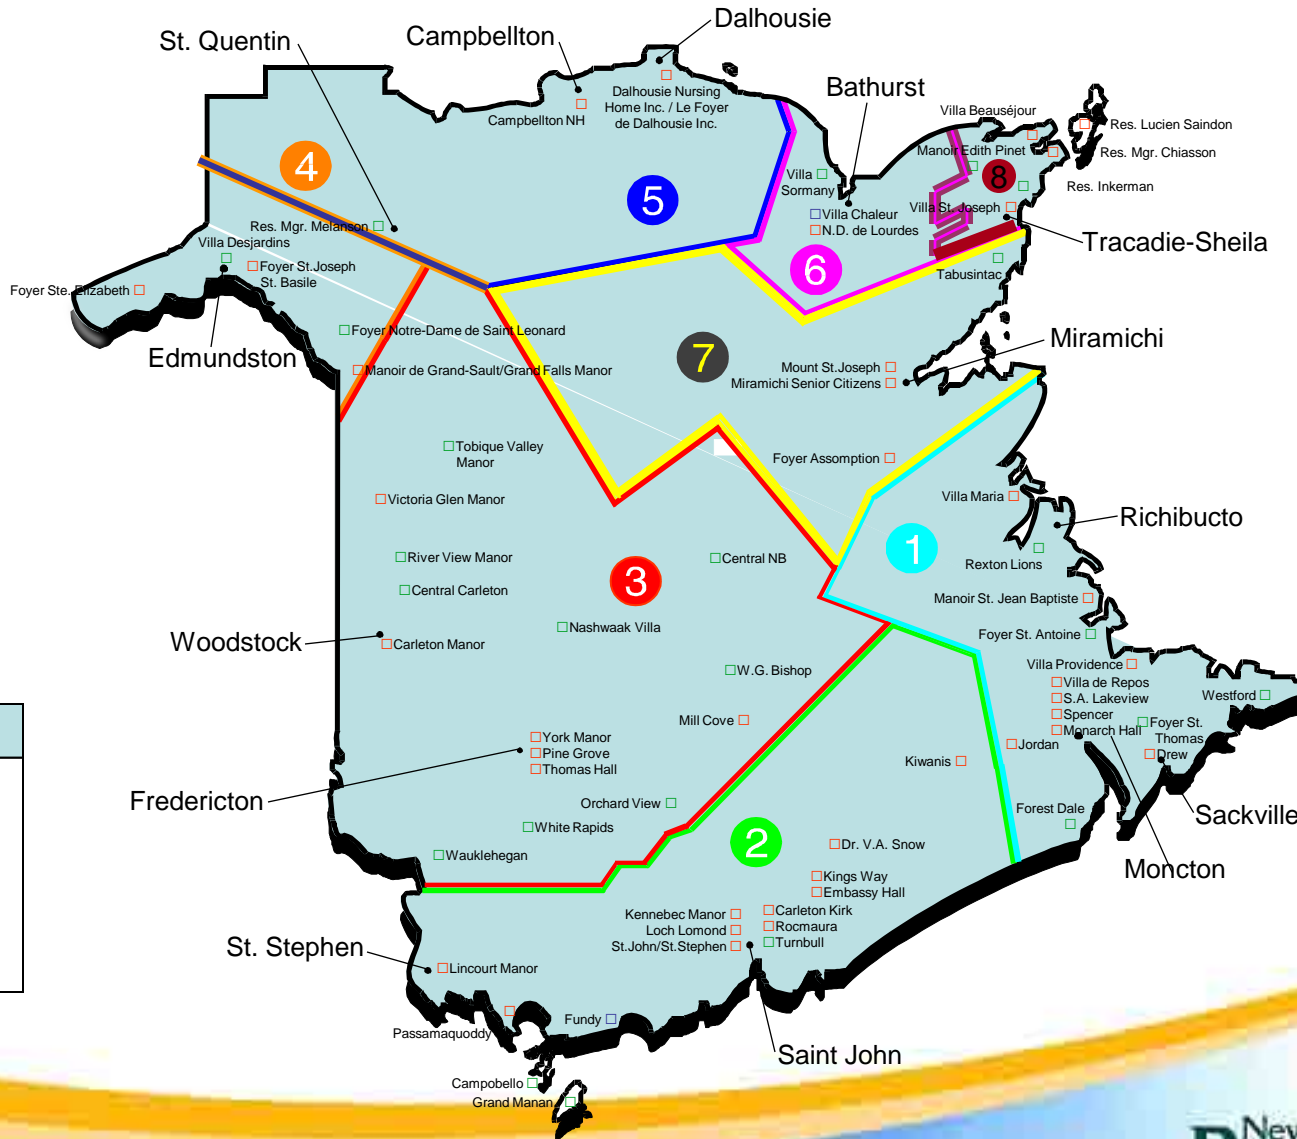 Dalhousie
St. Quentin
Campbellton
Bathurst
Dalhousie Nursing
Home Inc. / Le Foyer
de Dalhousie Inc.
Campbellton NH
Villa Beauséjour
Res. Lucien Saindon
Manoir Edith Pinet
Res. Mgr. Chiasson
4
Villa
Sormany
8
Res. Inkerman
5
Villa Chaleur
Villa St. Joseph
Res. Mgr. Melanson
N.D. de Lourdes
Tracadie-Sheila
Villa Desjardins
Foyer St.Joseph
St. Basile
6
Tabusintac
Foyer Ste. Elizabeth
Foyer Notre-Dame de Saint Leonard
Miramichi
Edmundston
7
Manoir de Grand-Sault/Grand Falls Manor
Mount St.Joseph
Miramichi Senior Citizens
Tobique Valley
Manor
Foyer Assomption
Victoria Glen Manor
Villa Maria
Richibucto
1
River View Manor
Central NB
Rexton Lions
3
Central Carleton
Manoir St. Jean Baptiste
Nashwaak Villa
Foyer St. Antoine
Woodstock
Carleton Manor
Villa Providence
W.G. Bishop
Villa de Repos
S.A. Lakeview
Westford
Spencer
Mill Cove
Monarch Hall
Foyer St.
Thomas
York Manor
Pine Grove
Thomas Hall
Jordan
Drew
Kiwanis
Fredericton
Orchard View
Forest Dale
Sackville
White Rapids
2
Dr. V.A. Snow
Wauklehegan
Moncton
Kings Way
Embassy Hall
Kennebec Manor
Carleton Kirk
Loch Lomond
Rocmaura
St.John/St.Stephen
Turnbull
St. Stephen
Lincourt Manor
Fundy
Passamaquoddy
Saint John
Campobello
Grand Manan
New